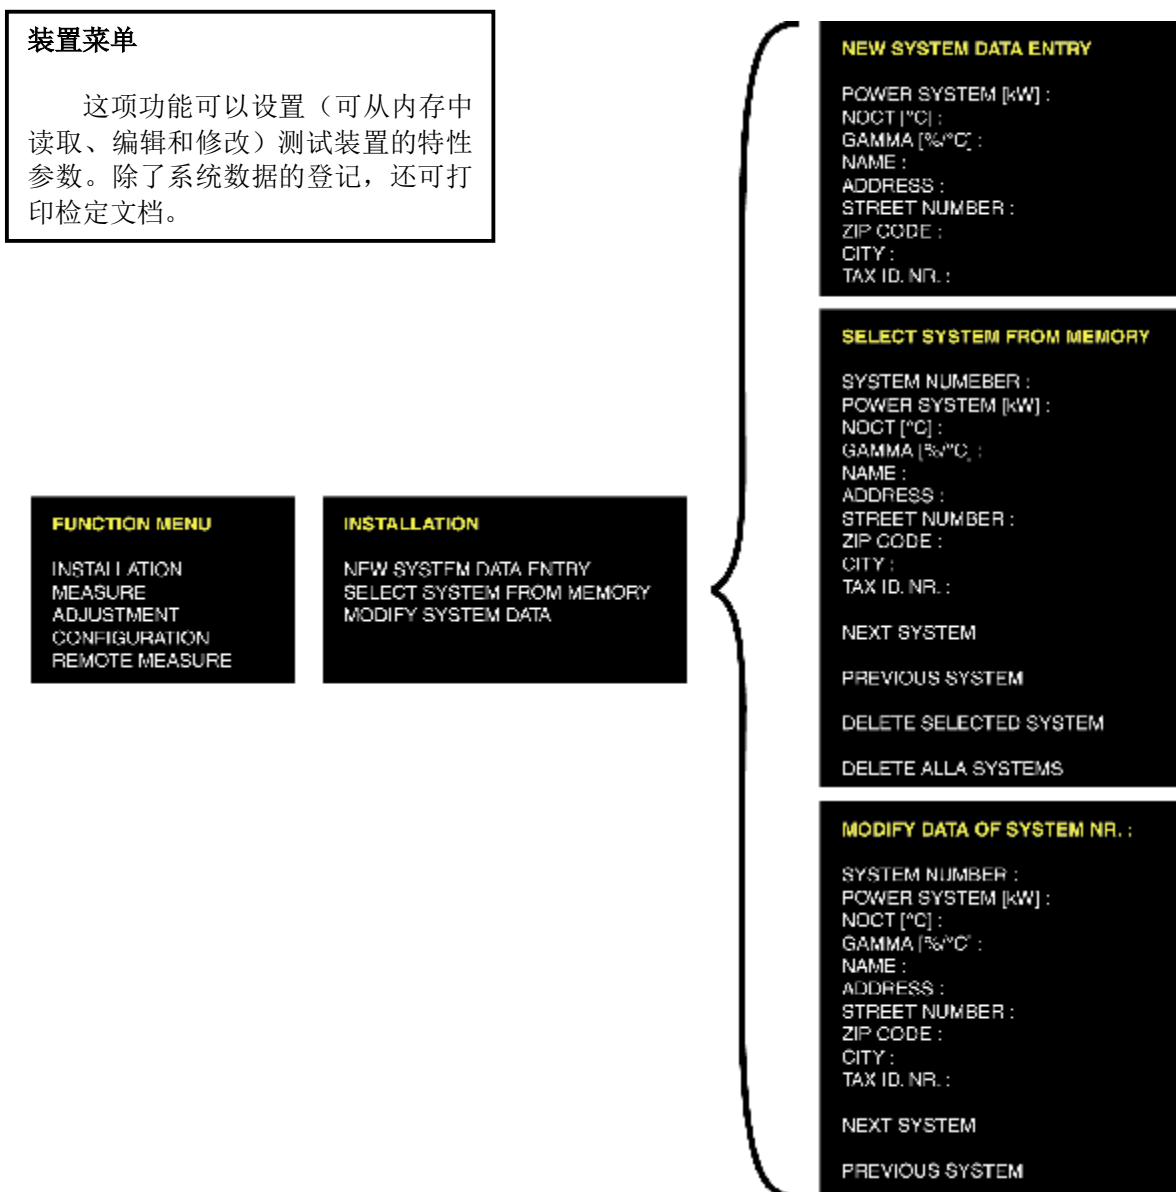 装置菜单
这项功能可以设置（可从内存中
读取、编辑和修改）测试装置的特性
参数。除了系统数据的登记，还可打
印检定文档。
FUNCTION MENU
INSTALLATION
MEASURE
ADJUSTMENT
CONFIGURATION
REMOTE MEASURE
INSTALLATION
NEW SYSTEM DATA ENTRY
SELECT SYSTEM FROM MEMORY
MODIFY SYSTEM DATA
NEW SYSTEM DATA ENTRY
POWER SYSTEM [kW] :
NOCT [°C] :
GAMMA [%/°C] :
NAME :
ADDRESS :
STREET NUMBER :
ZIP CODE :
CITY :
TAX ID. NR. :
SELECT SYSTEM FROM MEMORY
SYSTEM NUMEBER :
POWER SYSTEM [kW] :
NOCT [°C] :
GAMMA [%/°C] :
NAME :
ADDRESS :
STREET NUMBER :
ZIP CODE :
CITY :
TAX ID. NR. :
NEXT SYSTEM
PREVIOUS SYSTEM
DELETE SELECTED SYSTEM
DELETE ALLA SYSTEMS
MODIFY DATA OF SYSTEM NR. :
SYSTEM NUMBER :
POWER SYSTEM [kW] :
NOCT [°C] :
GAMMA [%/°C] :
NAME :
ADDRESS :
STREET NUMBER :
ZIP CODE :
CITY :
TAX ID. NR. :
NEXT SYSTEM
PREVIOUS SYSTEM